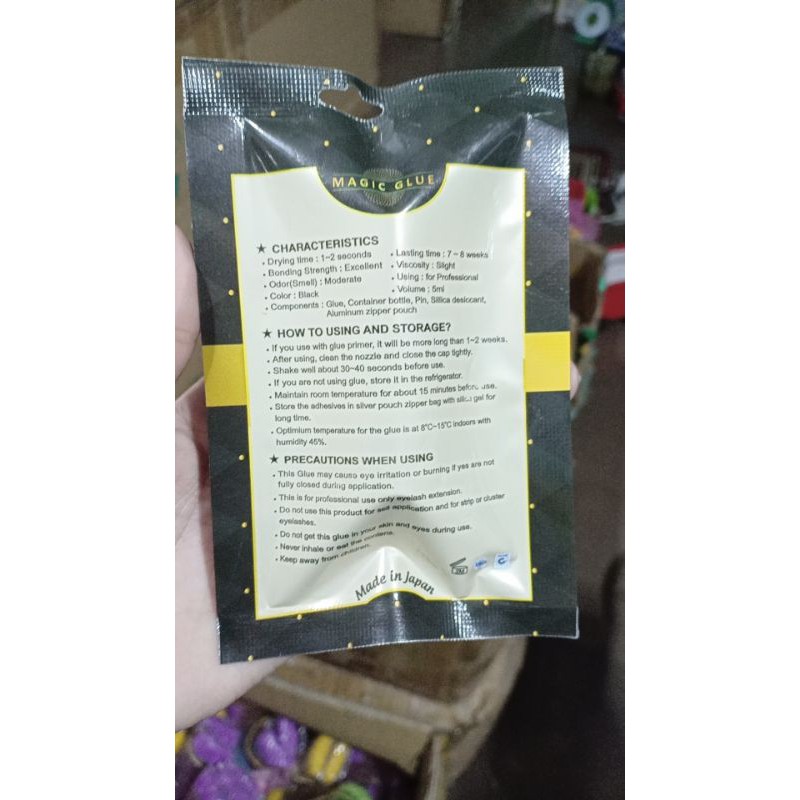 MAGIC GLUE
★ CHARACTERISTICS
• Drying time : 1~2 seconds
• Bonding Strength : Excellent
• Odor(Smell) : Moderate
• Color : Black
• Lasting time : 7 ~ 8 weeks
• Viscosity : Slight
• Using : for Professional
• Volume : 5ml
• Components : Glue, Container bottle, Pin, Silica desiccant,
Aluminum zipper pouch
★ HOW TO USING AND STORAGE?
• If you use with glue primer, it will be more long than 1~2 weeks.
• After using, clean the nozzle and close the cap tightly.
• Shake well about 30~40 seconds before use.
• If you are not using glue, store it in the refrigerator.
• Maintain room temperature for about 15 minutes before use.
• Store the adhesives in silver pouch zipper bag with silica gel for
long time.
• Optimium temperature for the glue is at 8°C~15°C indoors with
humidity 45%.
★ PRECAUTIONS WHEN USING
• This Glue may cause eye irritation or burning if yes are not
fully closed during application.
• This is for professional use only eyelash extension.
• Do not use this product for self application and for strip or cluster
eyelashes.
• Do not get this glue in your skin and eyes during use.
• Never inhale or eat the contens.
• Keep away from children.
Made in Japan